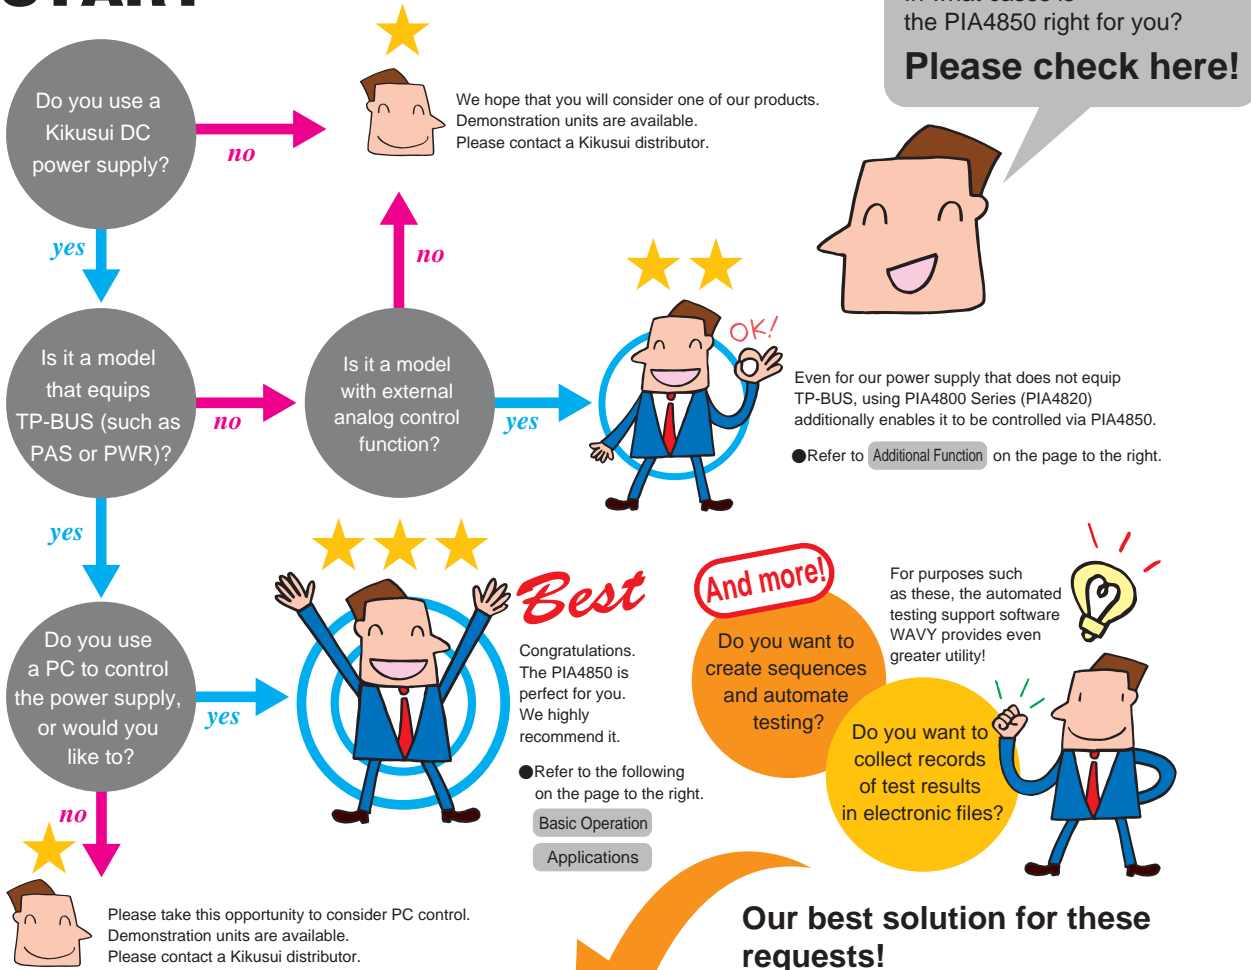 START
in what cases is
the PIA4850 right for you?
Please check here!
Do you use a
Kikusui DC
power supply?
no
We hope that you will consider one of our products.
Demonstration units are available.
Please contact a Kikusui distributor.
yes
no
Is it a model
that equips
TP-BUS (such as
PAS or PWR)?
no
Is it a model
with external
analog control
function?
yes
OK!
Even for our power supply that does not equip
TP-BUS, using PIA4800 Series (PIA4820)
additionally enables it to be controlled via PIA4850.
●Refer to Additional Function on the page to the right.
yes
Do you use
a PC to control
the power supply,
or would you
like to?
yes
Best
Congratulations.
The PIA4850 is
perfect for you.
We highly
recommend it.
●Refer to the following
on the page to the right.
Basic Operation
Applications
And more!
Do you want to
create sequences
and automate
testing?
For purposes such
as these, the automated
testing support software
WAVY provides even
greater utility!
Do you want to
collect records
of test results
in electronic files?
no
Please take this opportunity to consider PC control.
Demonstration units are available.
Please contact a Kikusui distributor.
Our best solution for these
requests!